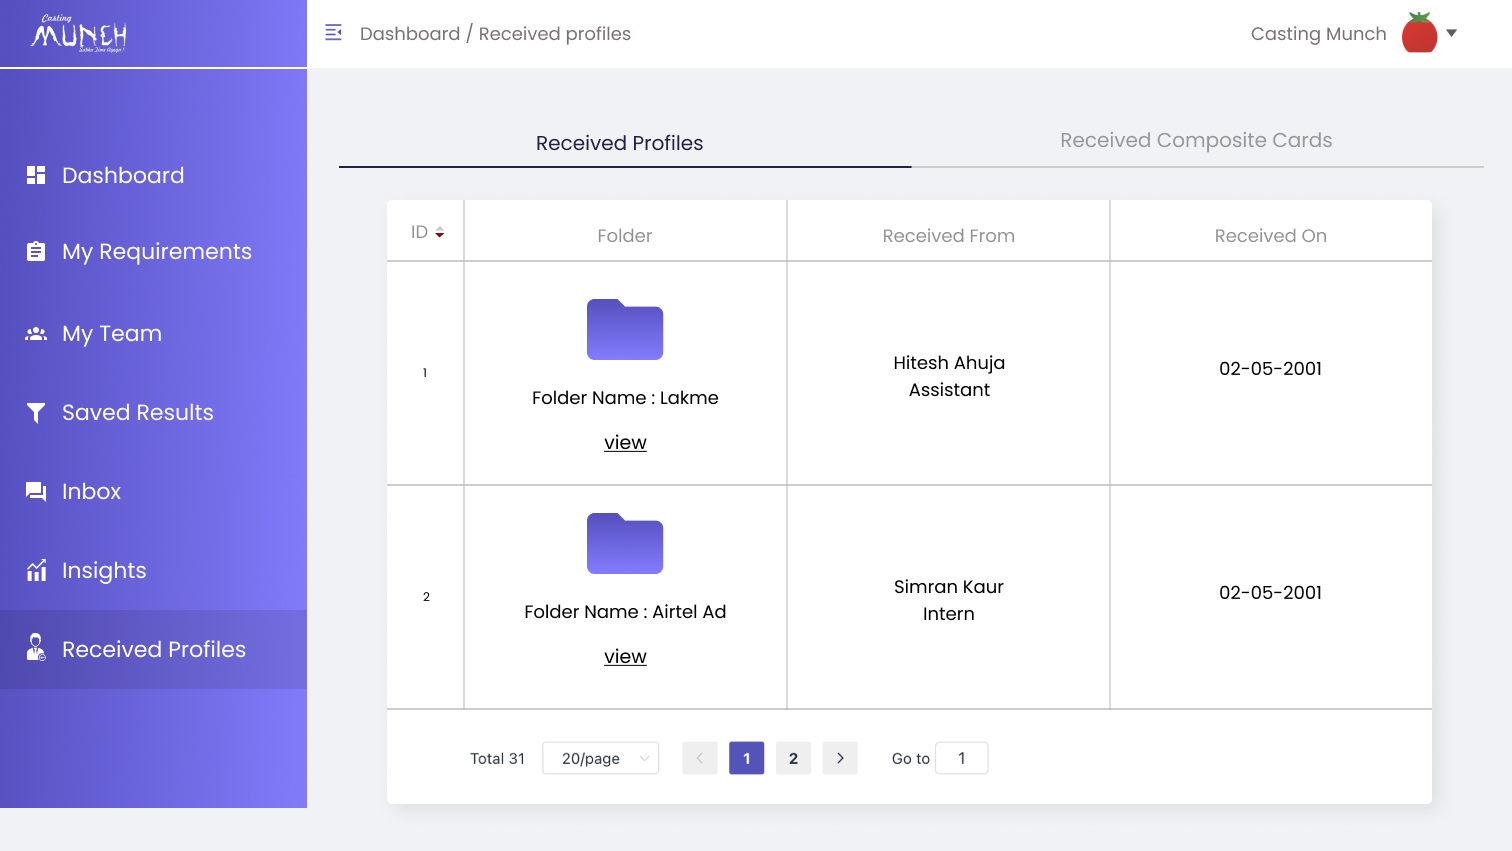 Casting
MUNCH
Dashboard / Received profiles
Casting Munch
Dashboard
My Requirements
My Team
Saved Results
Inbox
Insights
Received Profiles
Received Profiles
Received Composite Cards
ID
Folder
Received From
Received On
1
Folder Name : Lakme
view
Hitesh Ahuja
Assistant
02-05-2001
2
Folder Name : Airtel Ad
view
Simran Kaur
Intern
02-05-2001
Total 31
20/page
1
2
Go to
1